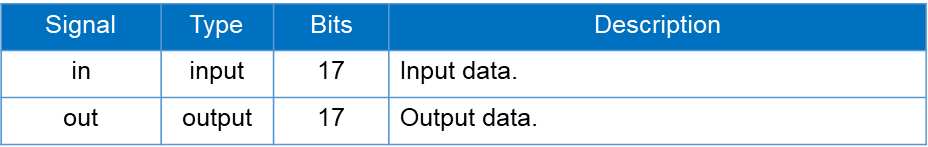 Signal Type Bits Description
in input 17 Input data.
out output 17 Output data.